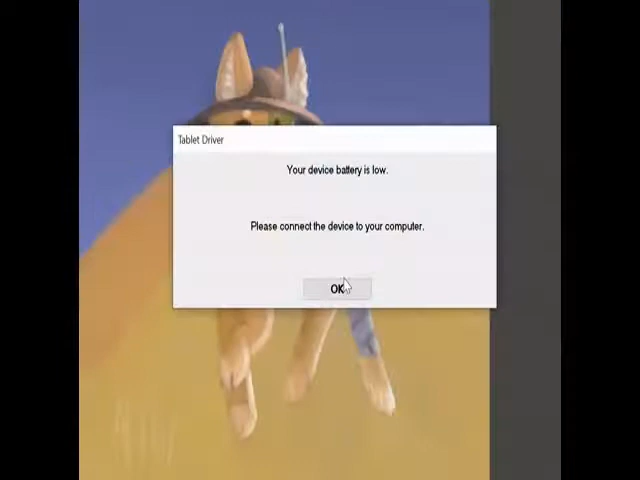 Tablet Driver
Your device battery is low.
Please connect the device to your computer.
OK